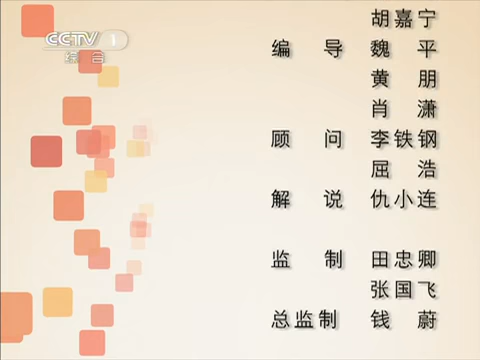 CCTV 1
综合
胡嘉宁
编 导 魏 平
黄 朋
肖 潇
顾 问 李铁钢
屈 浩
解 说 仇小连
监 制 田忠卿
张国飞
总监制 钱 蔚